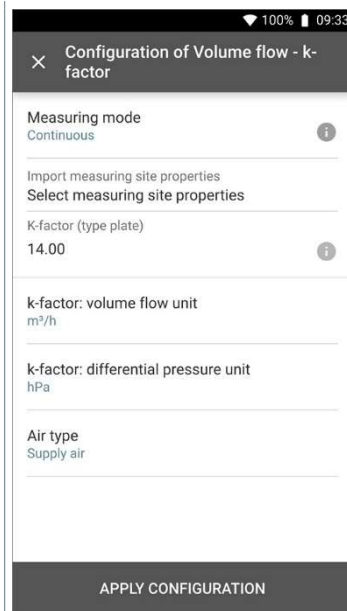 100% 09:33
Configuration of Volume flow - k-
factor
Measuring mode
Continuous
Import measuring site properties
Select measuring site properties
K-factor (type plate)
14.00
k-factor: volume flow unit
m³/h
k-factor: differential pressure unit
hPa
Air type
Supply air
APPLY CONFIGURATION